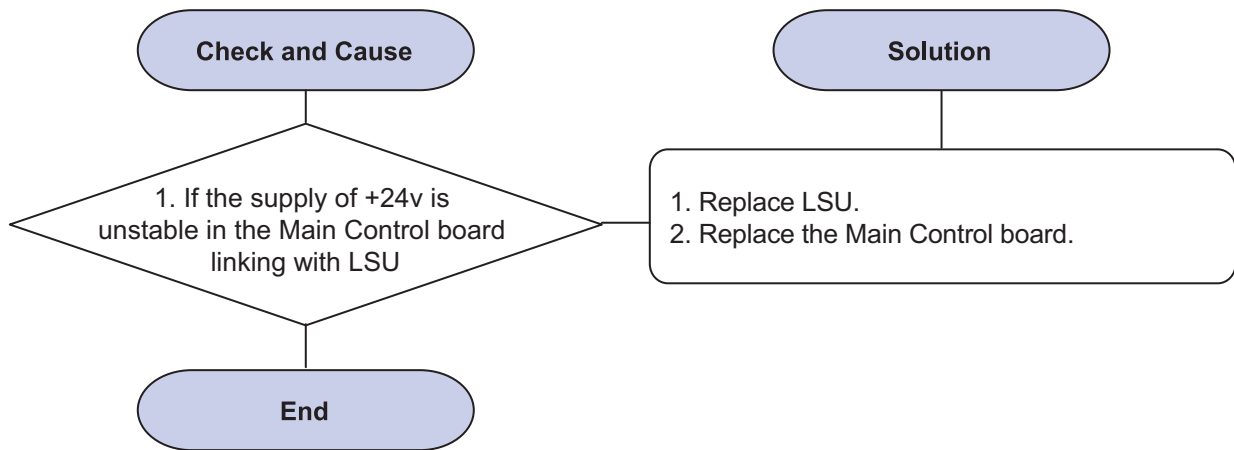 Check and Cause
Solution
1. If the supply of +24v is
unstable in the Main Control board
linking with LSU
1. Replace LSU.
2. Replace the Main Control board.
End